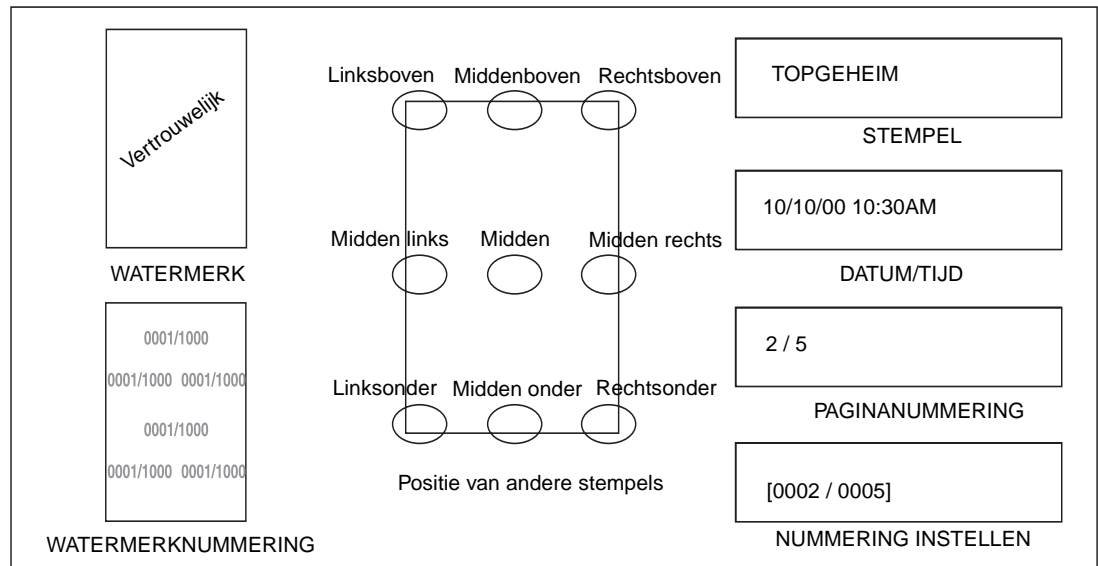 Vertrouwelijk
WATERMERK
0001/1000
0001/1000 0001/1000
0001/1000
0001/1000 0001/1000
WATERMERKNUMMERING
Linksboven Middenboven Rechtsboven
Midden links Midden Midden rechts
Linksonder Midden onder Rechtsonder
Positie van andere stempels
TOPGEHEIM
STEMPEL
10/10/00 10:30AM
DATUM/TIJD
2 / 5
PAGINANUMMERING
[0002 / 0005]
NUMMERING INSTELLEN